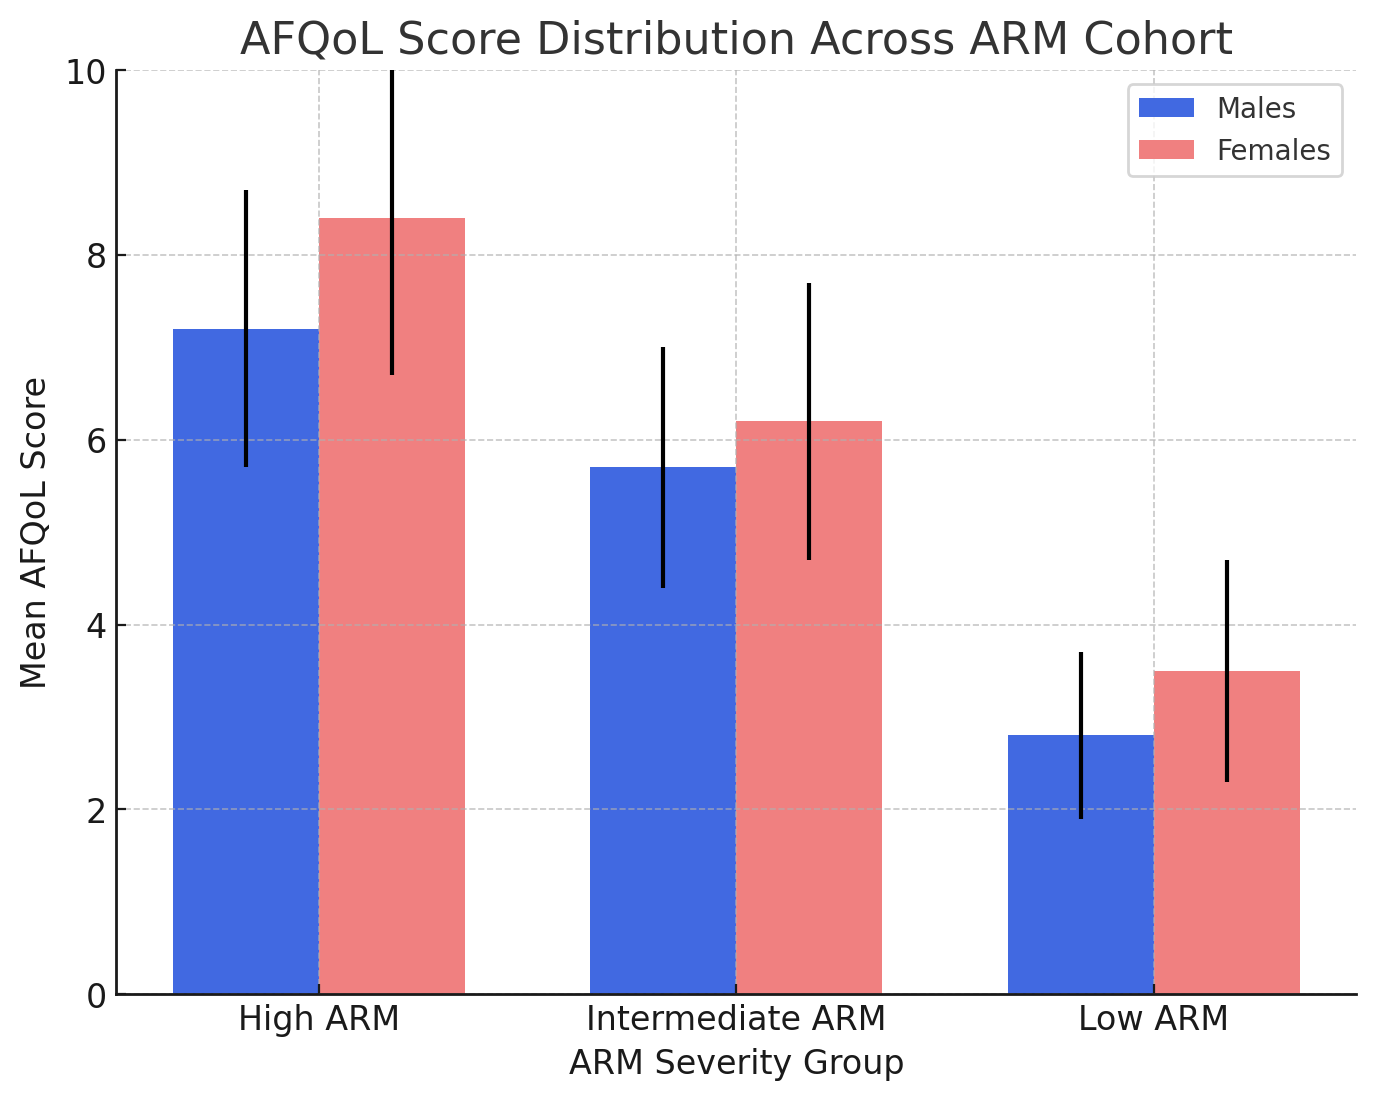 AFQoL Score Distribution Across ARM Cohort
Mean AFQoL Score
10
8
6
4
2
0
Males
Females
High ARM
Intermediate ARM
Low ARM
ARM Severity Group